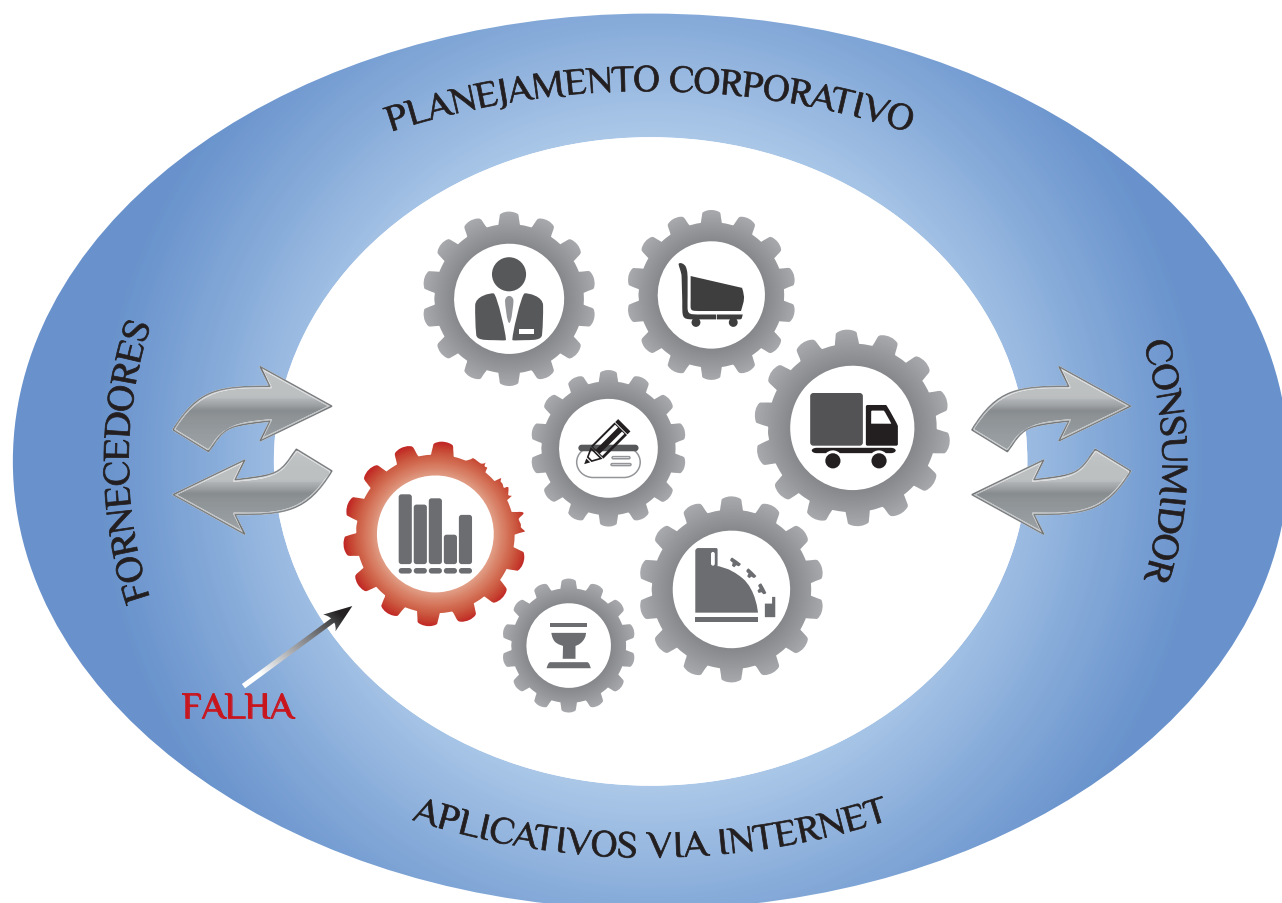 PLANEJAMENTO CORPORATIVO
FORNECEDORES
CONSUMIDOR
FALHA
APLICATIVOS VIA INTERNET